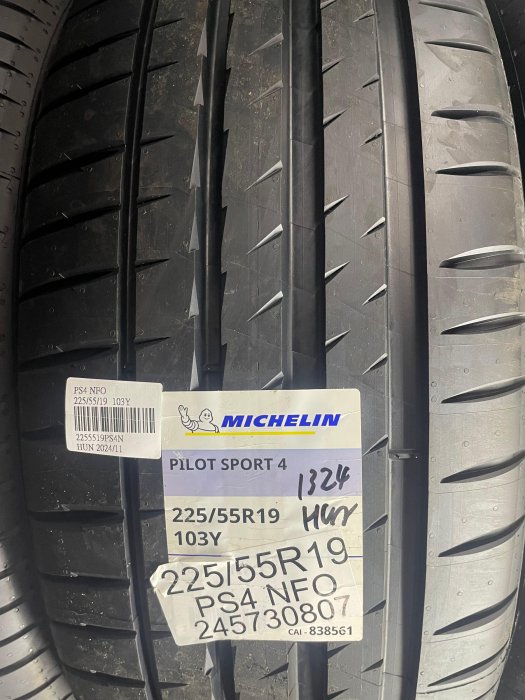 PS4 NFO
225/55/19 103Y
2255519PS4N
HUN 2024/11
MICHELIN
PILOT SPORT 4
1324
225/55R19
HUN
103Y
225/55R19
PS4 NFO
245730807
CAI - 838561